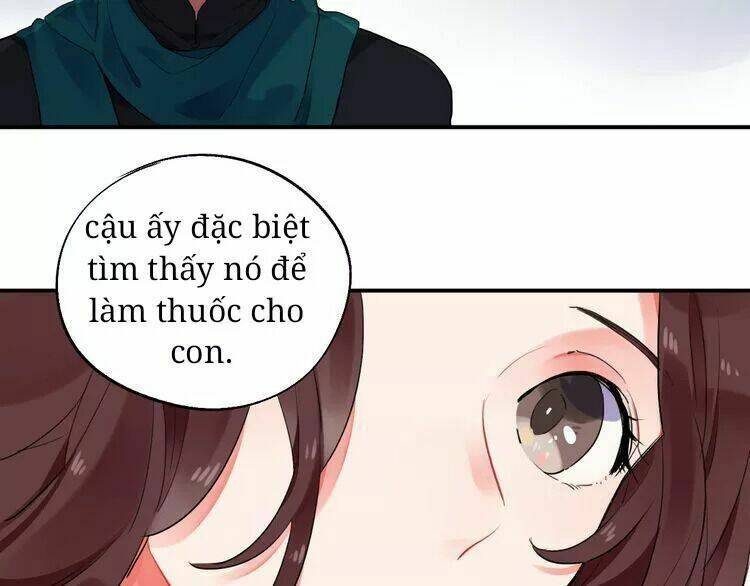 cậu ấy đặc biệt
tìm thấy nó để
làm thuốc cho
con.